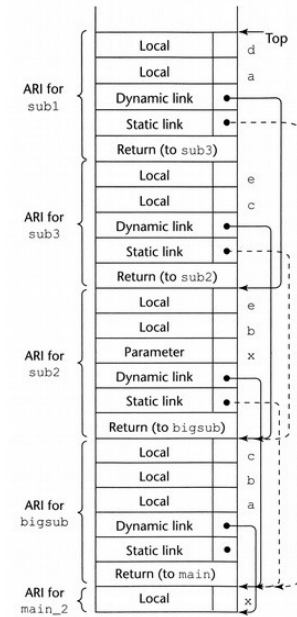 Top
Local d
Local a
ARI for
sub1
Dynamic link
Static link
Return (to sub3)
Local e
Local c
ARI for
sub3
Dynamic link
Static link
Return (to sub2)
Local e
Local b
ARI for
sub2
Parameter x
Dynamic link
Static link
Return (to bigsub)
Local c
Local b
Local a
ARI for
bigsub
Dynamic link
Static link
Return (to main)
ARI for
main_2
Local x